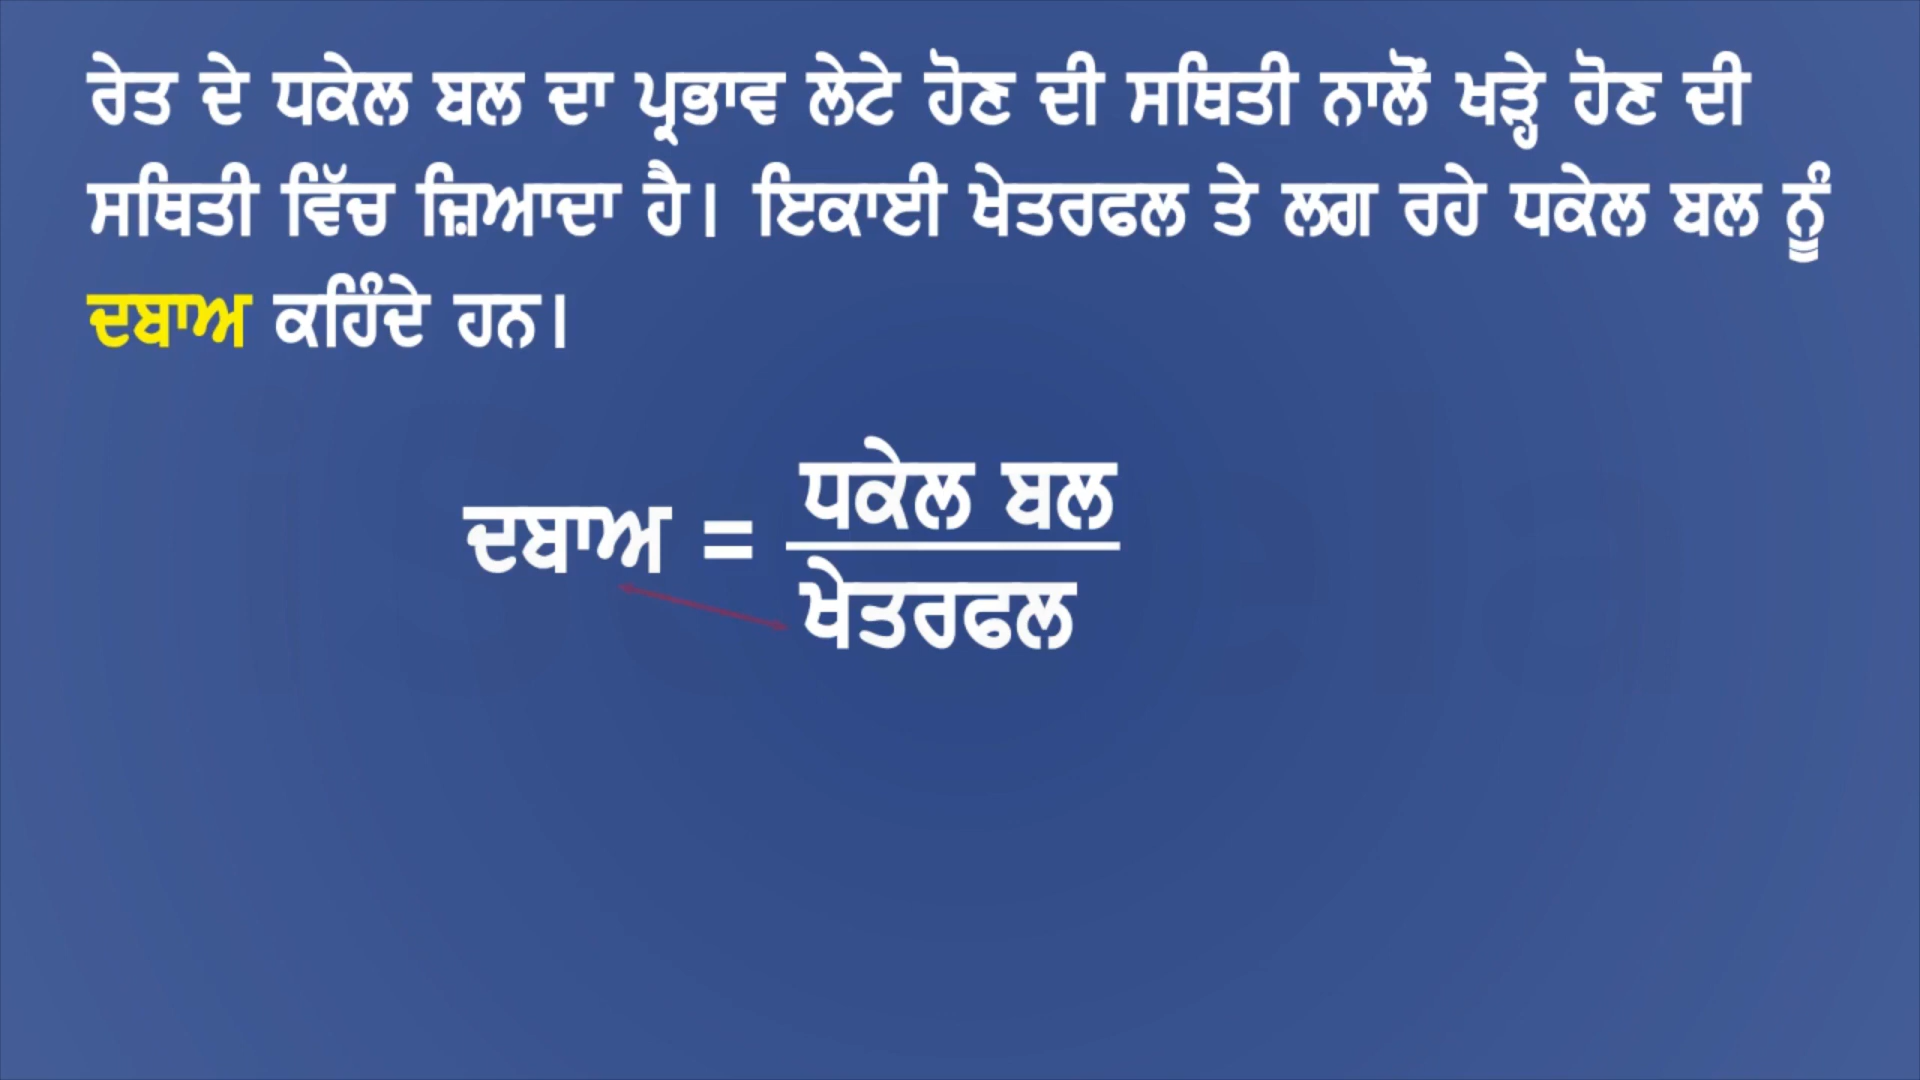 ਰੇਤ ਦੇ ਧਕੇਲ ਬਲ ਦਾ ਪ੍ਰਭਾਵ ਲੇਟੇ ਹੋਣ ਦੀ ਸਥਿਤੀ ਨਾਲੋਂ ਖੜ੍ਹੇ ਹੋਣ ਦੀ
ਸਥਿਤੀ ਵਿੱਚ ਜ਼ਿਆਦਾ ਹੈ। ਇਕਾਈ ਖੇਤਰਫਲ ਤੇ ਲਗ ਰਹੇ ਧਕੇਲ ਬਲ ਨੂੰ
ਦਬਾਅ ਕਹਿੰਦੇ ਹਨ।
ਧਕੇਲ ਬਲ
ਦਬਾਅ =
ਖੇਤਰਫਲ